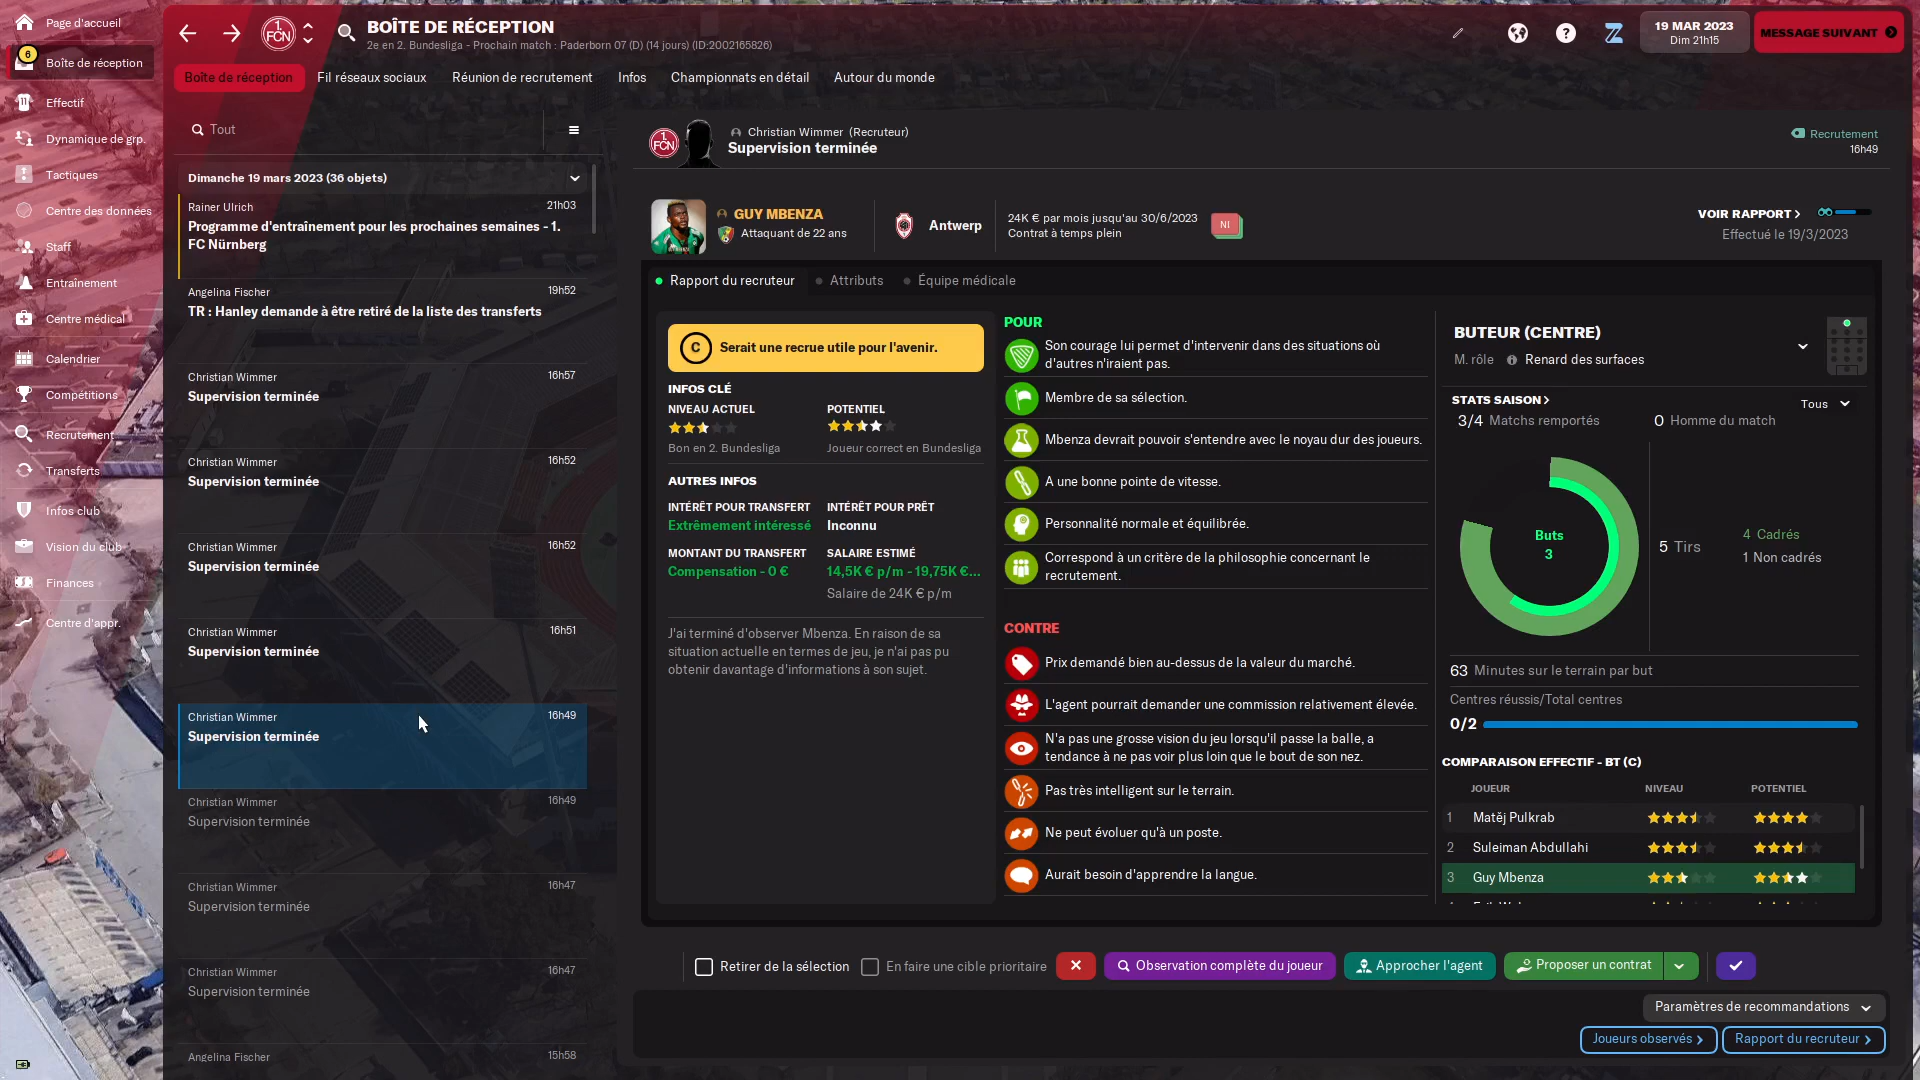 Page d'accueil
6
Boîte de réception
Effectif
Dynamique de grp.
Tactiques
Centre des données
Staff
Entraînement
Centre médical
Calendrier
Compétitions
Recrutement
Transferts
Infos club
Vision du club
Finances
Centre d'appr.
1. FCN
BOÎTE DE RÉCEPTION
2e en 2. Bundesliga - Prochain match : Paderborn 07 (D) (14 jours) (ID:2002165826)
19 MAR 2023
Dim 21h15
MESSAGE SUIVANT
Boîte de réception
Fil réseaux sociaux
Réunion de recrutement
Infos
Championnats en détail
Autour du monde
Tout
Dimanche 19 mars 2023 (36 objets)
Rainer Ulrich 21h03
Programme d'entraînement pour les prochaines semaines - 1.
FC Nürnberg
Angelina Fischer 19h52
TR : Hanley demande à être retiré de la liste des transferts
Christian Wimmer 16h57
Supervision terminée
Christian Wimmer 16h52
Supervision terminée
Christian Wimmer 16h52
Supervision terminée
Christian Wimmer 16h51
Supervision terminée
Christian Wimmer 16h49
Supervision terminée
Christian Wimmer 16h49
Supervision terminée
Christian Wimmer 16h47
Supervision terminée
Christian Wimmer 16h47
Supervision terminée
Angelina Fischer 15h58
1. FCN
Christian Wimmer (Recruteur)
Supervision terminée
Recrutement
16h49
GUY MBENZA
Attaquant de 22 ans
Antwerp
24K € par mois jusqu'au 30/6/2023
Contrat à temps plein
NI
VOIR RAPPORT
Effectué le 19/3/2023
Rapport du recruteur
Attributs
Équipe médicale
C Serait une recrue utile pour l'avenir.
INFOS CLÉ
NIVEAU ACTUEL POTENTIEL
Bon en 2. Bundesliga Joueur correct en Bundesliga
AUTRES INFOS
INTÉRÊT POUR TRANSFERT INTÉRÊT POUR PRÊT
Extrêmement intéressé Inconnu
MONTANT DU TRANSFERT SALAIRE ESTIMÉ
Compensation - 0 € 14,5K € p/m - 19,75K €...
Salaire de 24K € p/m
J'ai terminé d'observer Mbenza. En raison de sa
situation actuelle en termes de jeu, je n'ai pas pu
obtenir davantage d'informations à son sujet.
POUR
Son courage lui permet d'intervenir dans des situations où
d'autres n'iraient pas.
Membre de sa sélection.
Mbenza devrait pouvoir s'entendre avec le noyau dur des joueurs.
A une bonne pointe de vitesse.
Personnalité normale et équilibrée.
Correspond à un critère de la philosophie concernant le
recrutement.
CONTRE
Prix demandé bien au-dessus de la valeur du marché.
L'agent pourrait demander une commission relativement élevée.
N'a pas une grosse vision du jeu lorsqu'il passe la balle, a
tendance à ne pas voir plus loin que le bout de son nez.
Pas très intelligent sur le terrain.
Ne peut évoluer qu'à un poste.
Aurait besoin d'apprendre la langue.
BUTEUR (CENTRE)
M. rôle Renard des surfaces
STATS SAISON
Tous
3/4 Matchs remportés
0 Homme du match
Buts
3
5 Tirs
4 Cadrés
1 Non cadrés
63 Minutes sur le terrain par but
Centres réussis/Total centres
0/2
COMPARAISON EFFECTIF - BT (C)
JOUEUR NIVEAU POTENTIEL
1 Matěj Pulkrab
2 Suleiman Abdullahi
3 Guy Mbenza
Retirer de la sélection
En faire une cible prioritaire
Observation complète du joueur
Approcher l'agent
Proposer un contrat
Paramètres de recommandations
Joueurs observés
Rapport du recruteur